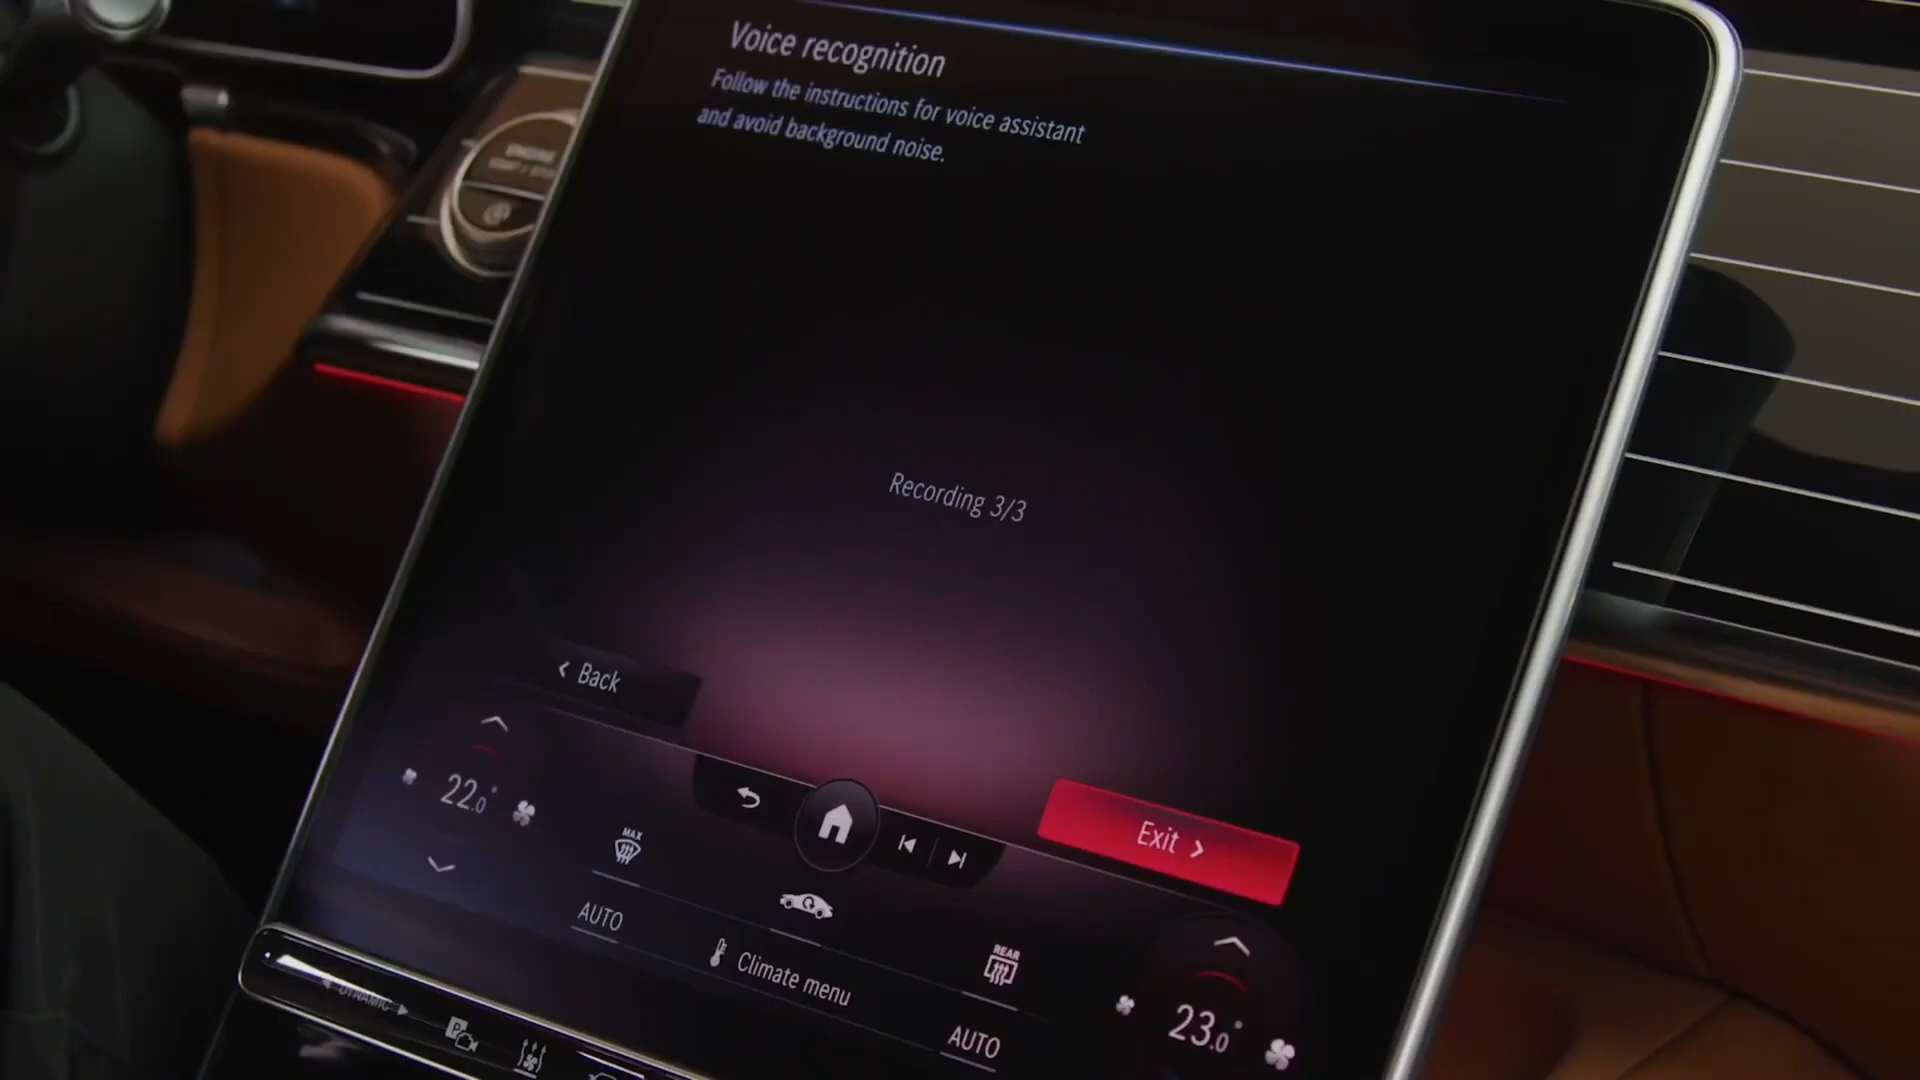 Voice recognition
Follow the instructions for voice assistant
and avoid background noise.
Recording 3/3
Back
Exit
22.0°
MAX
AUTO
Climate menu
REAR
AUTO
23.0°
DYNAMIC
P